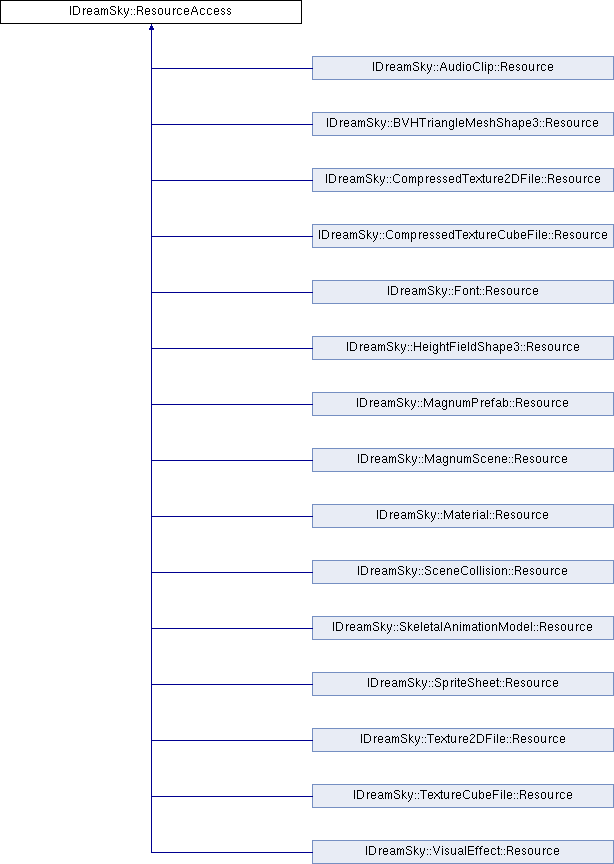 IDreamSky::ResourceAccess
IDreamSky::AudioClip::Resource
IDreamSky::BVHTriangleMeshShape3::Resource
IDreamSky::CompressedTexture2DFile::Resource
IDreamSky::CompressedTextureCubeFile::Resource
IDreamSky::Font::Resource
IDreamSky::HeightFieldShape3::Resource
IDreamSky::MagnumPrefab::Resource
IDreamSky::MagnumScene::Resource
IDreamSky::Material::Resource
IDreamSky::SceneCollision::Resource
IDreamSky::SkeletalAnimationModel::Resource
IDreamSky::SpriteSheet::Resource
IDreamSky::Texture2DFile::Resource
IDreamSky::TextureCubeFile::Resource
IDreamSky::VisualEffect::Resource